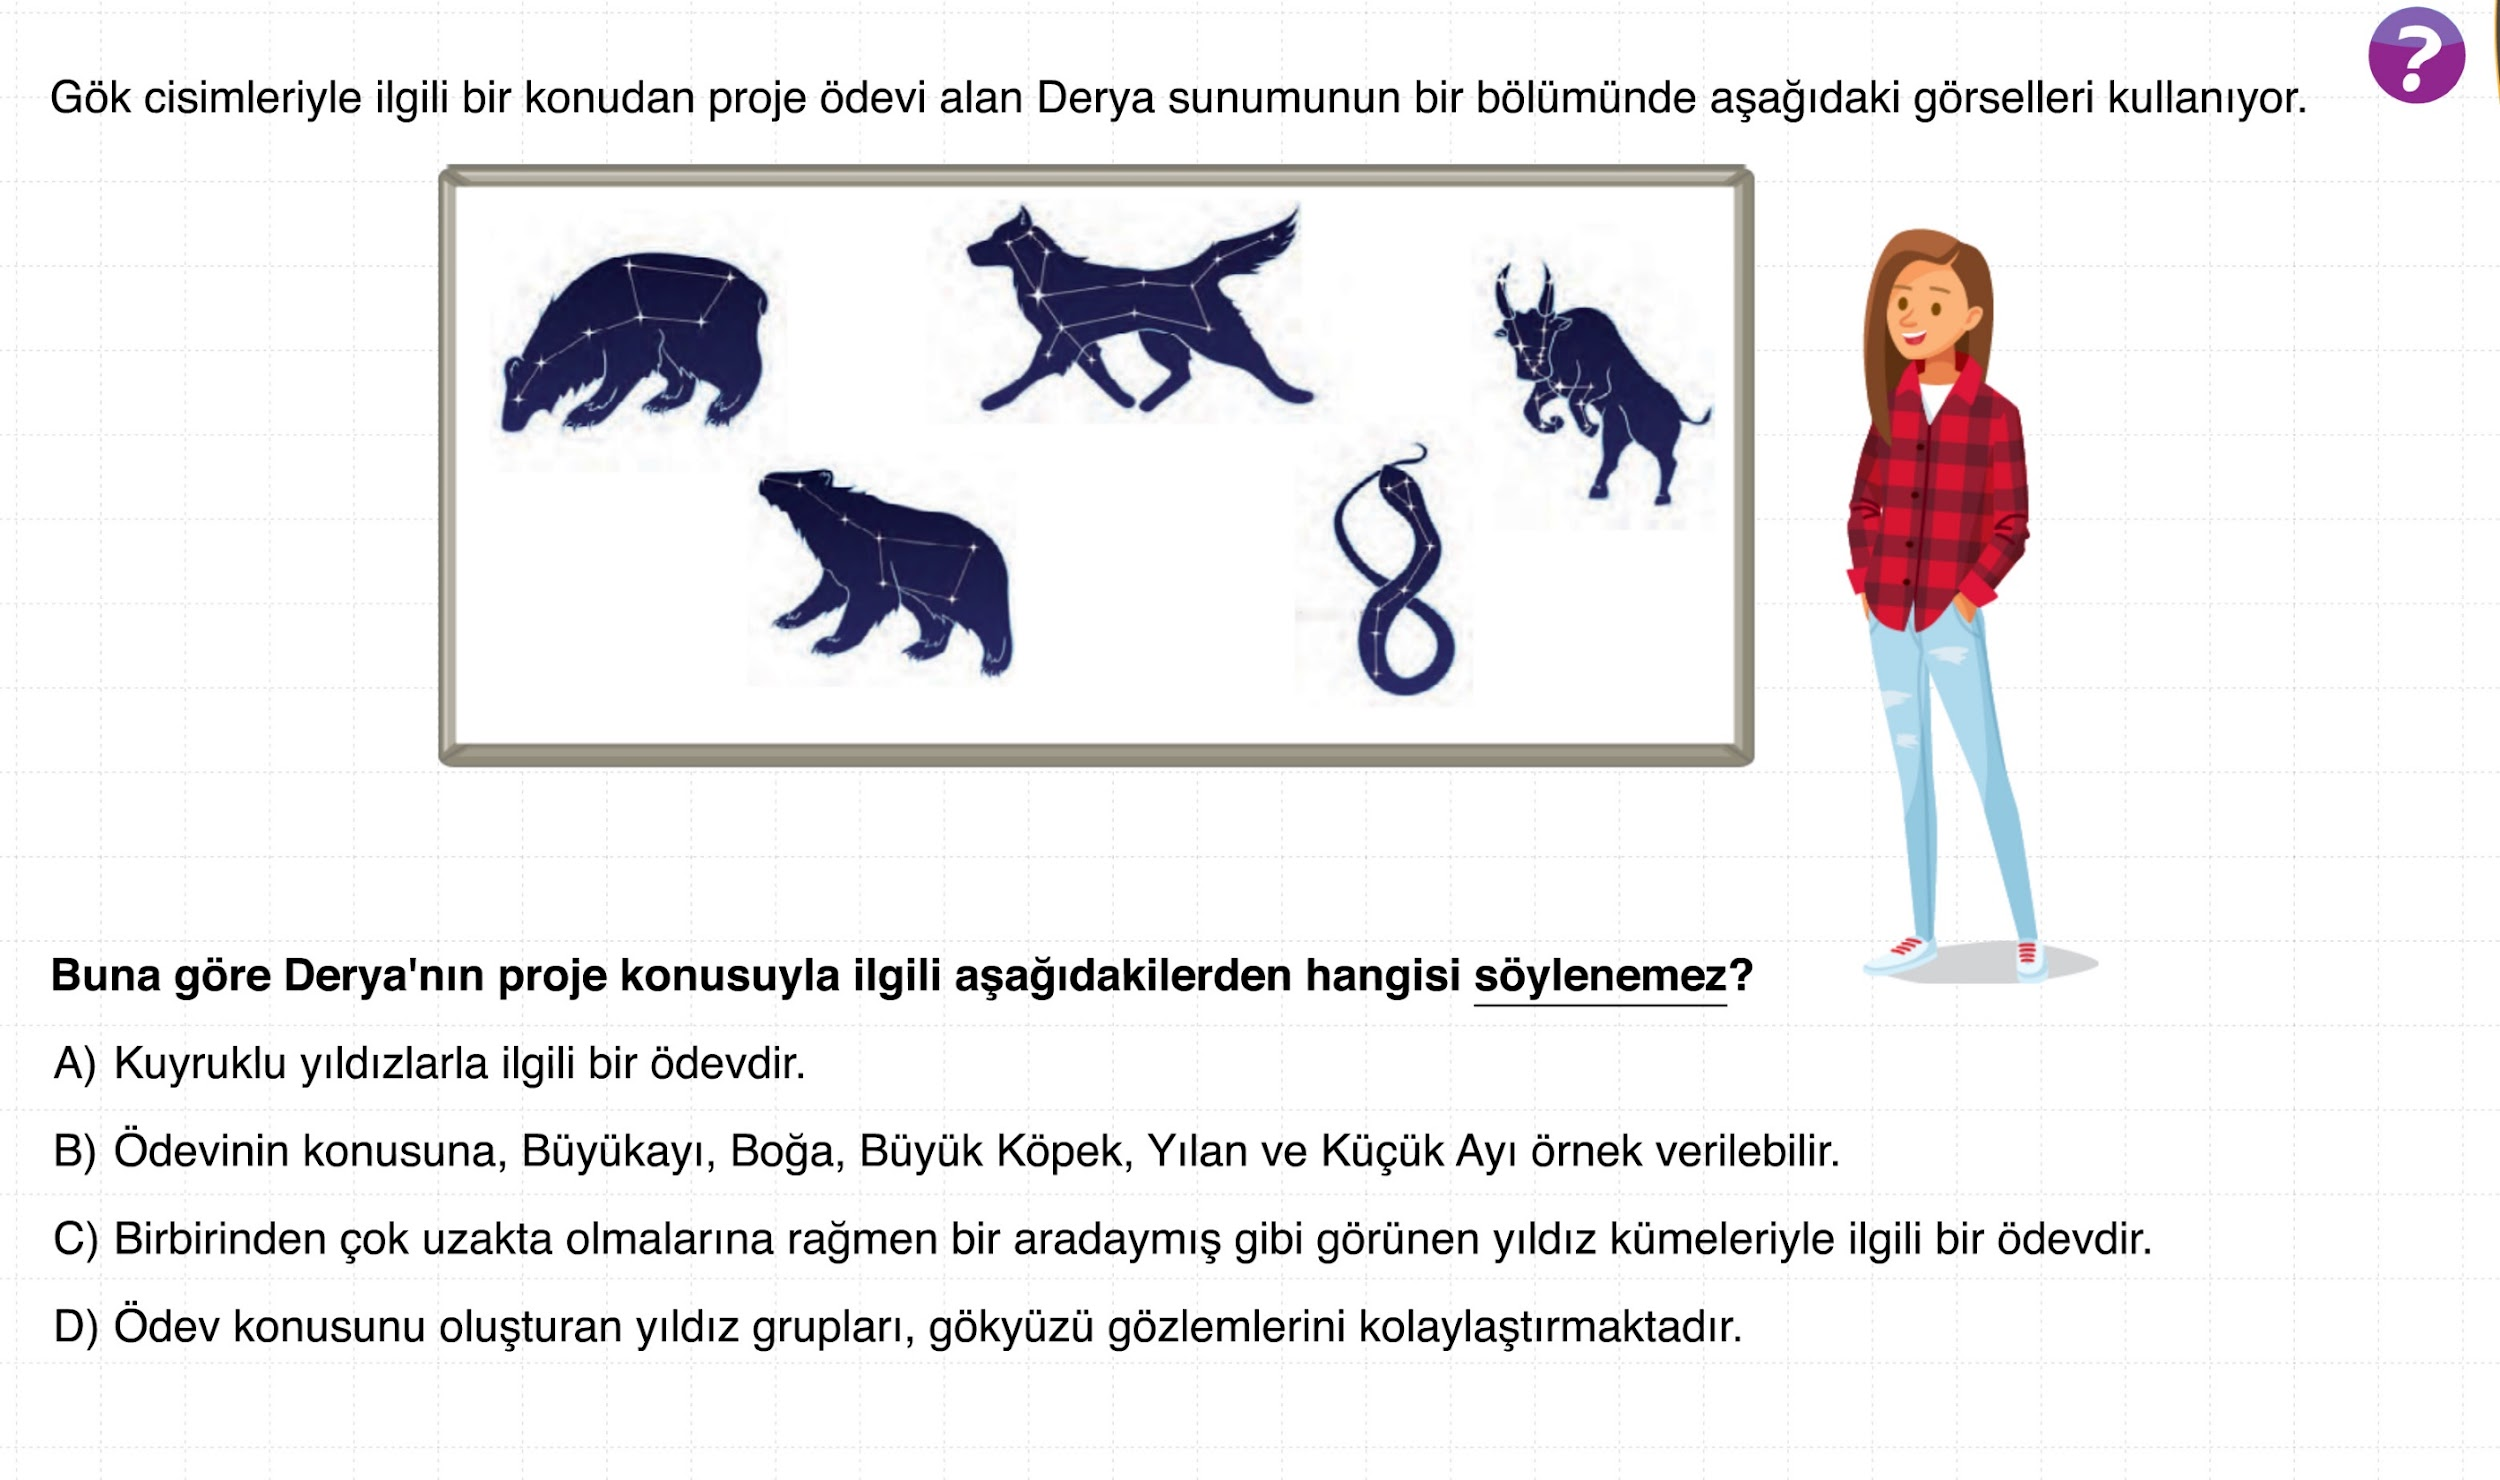 ?
Gök cisimleriyle ilgili bir konudan proje ödevi alan Derya sunumunun bir bölümünde aşağıdaki görselleri kullanıyor.
Buna göre Derya'nın proje konusuyla ilgili aşağıdakilerden hangisi söylenemez?
A) Kuyruklu yıldızlarla ilgili bir ödevdir.
B) Ödevinin konusuna, Büyükayı, Boğa, Büyük Köpek, Yılan ve Küçük Ayı örnek verilebilir.
C) Birbirinden çok uzakta olmalarına rağmen bir aradaymış gibi görünen yıldız kümeleriyle ilgili bir ödevdir.
D) Ödev konusunu oluşturan yıldız grupları, gökyüzü gözlemlerini kolaylaştırmaktadır.